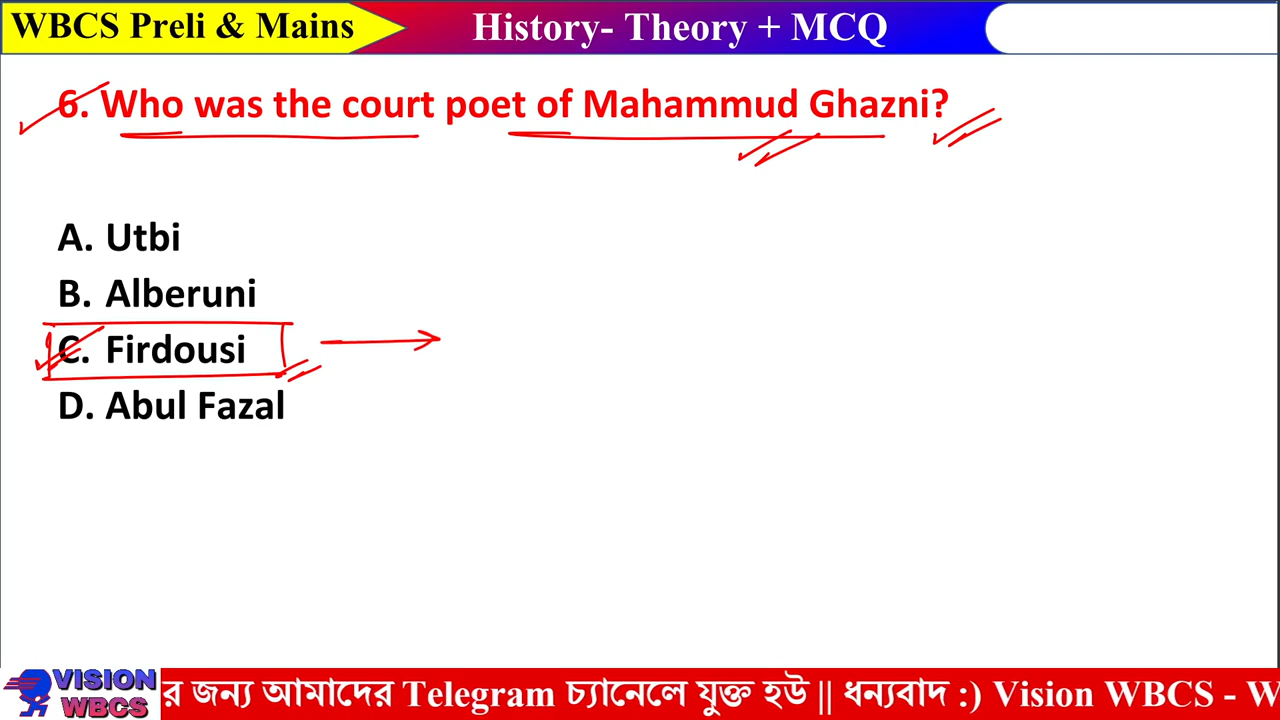 WBCS Preli & Mains
History- Theory + MCQ
6. Who was the court poet of Mahammud Ghazni?
A. Utbi
B. Alberuni
C. Firdousi
D. Abul Fazal
VISION
WBCS
র জন্য আমাদের Telegram চ্যানেলে যুক্ত হউ || ধন্যবাদ :) Vision WBCS - W